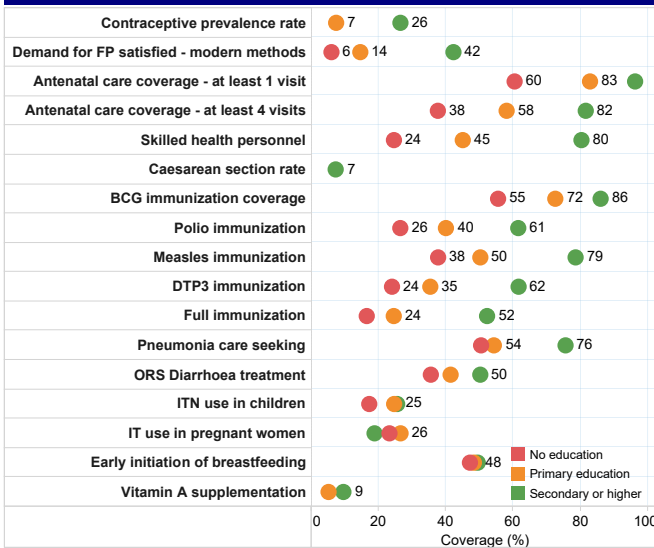 Contraceptive prevalence rate 7 26
Demand for FP satisfied - modern methods 6 14 42
Antenatal care coverage - at least 1 visit 60 83
Antenatal care coverage - at least 4 visits 38 58 82
Skilled health personnel 24 45 80
Caesarean section rate 7
BCG immunization coverage 55 72 86
Polio immunization 26 40 61
Measles immunization 38 50 79
DTP3 immunization 24 35 62
Full immunization 24 52
Pneumonia care seeking 54 76
ORS Diarrhoea treatment 50
ITN use in children 25
IT use in pregnant women 26
Early initiation of breastfeeding 48
Vitamin A supplementation 9
No education
Primary education
Secondary or higher
0 20 40 60 80 100
Coverage (%)